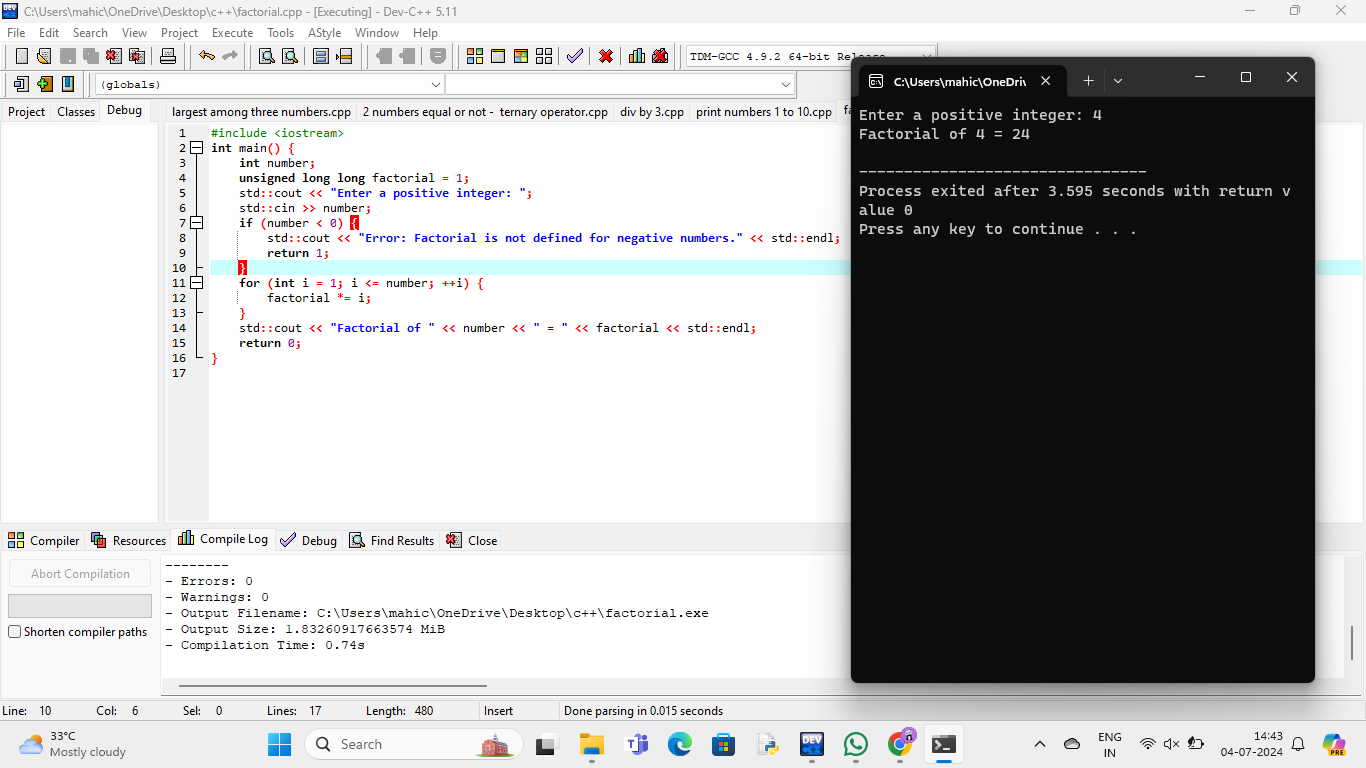 C:\Users\mahic\OneDrive\Desktop\c++\factorial.cpp - [Executing] - Dev-C++ 5.11
File Edit Search View Project Execute Tools AStyle Window Help
TDM-GCC 4.9.2 64-bit Release
(globals)
Project Classes Debug
largest among three numbers.cpp 2 numbers equal or not - ternary operator.cpp div by 3.cpp print numbers 1 to 10.cpp
1 #include <iostream>
2 int main() {
3 int number;
4 unsigned long long factorial = 1;
5 std::cout << "Enter a positive integer: ";
6 std::cin >> number;
7 if (number < 0) {
8 std::cout << "Error: Factorial is not defined for negative numbers." << std::endl;
9 return 1;
10 }
11 for (int i = 1; i <= number; ++i) {
12 factorial *= i;
13 }
14 std::cout << "Factorial of " << number << " = " << factorial << std::endl;
15 return 0;
16 }
17
C:\Users\mahic\OneDriv
Enter a positive integer: 4
Factorial of 4 = 24
--------------------------------
Process exited after 3.595 seconds with return v
alue 0
Press any key to continue . . .
Compiler Resources Compile Log Debug Find Results Close
Abort Compilation
Shorten compiler paths
--------
- Errors: 0
- Warnings: 0
- Output Filename: C:\Users\mahic\OneDrive\Desktop\c++\factorial.exe
- Output Size: 1.83260917663574 MiB
- Compilation Time: 0.74s
Line: 10 Col: 6 Sel: 0 Lines: 17 Length: 480 Insert Done parsing in 0.015 seconds
33°C
Mostly cloudy
Search
DEV
ENG
IN
14:43
04-07-2024
PRE